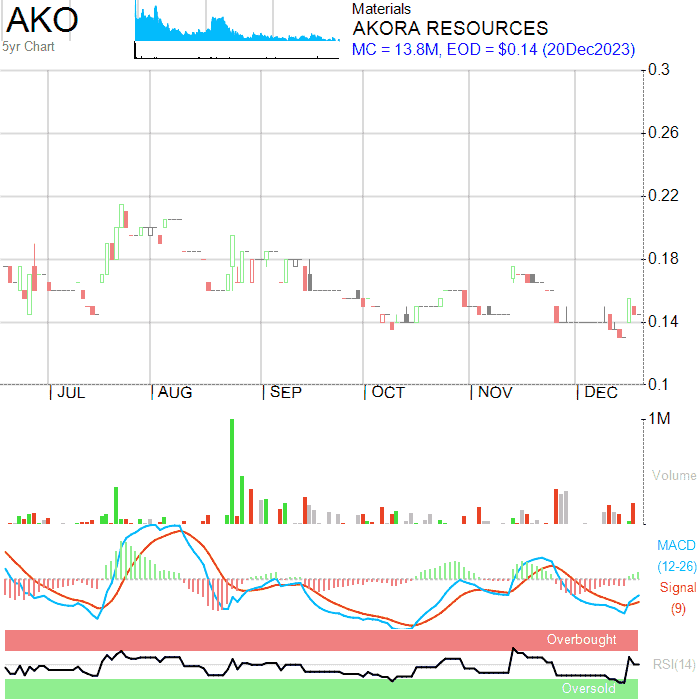 AKO
5yr Chart
Materials
AKORA RESOURCES
MC = 13.8M, EOD = $0.14 (20Dec2023)
0.3
0.26
0.22
0.18
0.14
0.1
JUL AUG SEP OCT NOV DEC
1M
Volume
MACD
(12-26)
Signal
(9)
Overbought
RSI(14)
Oversold